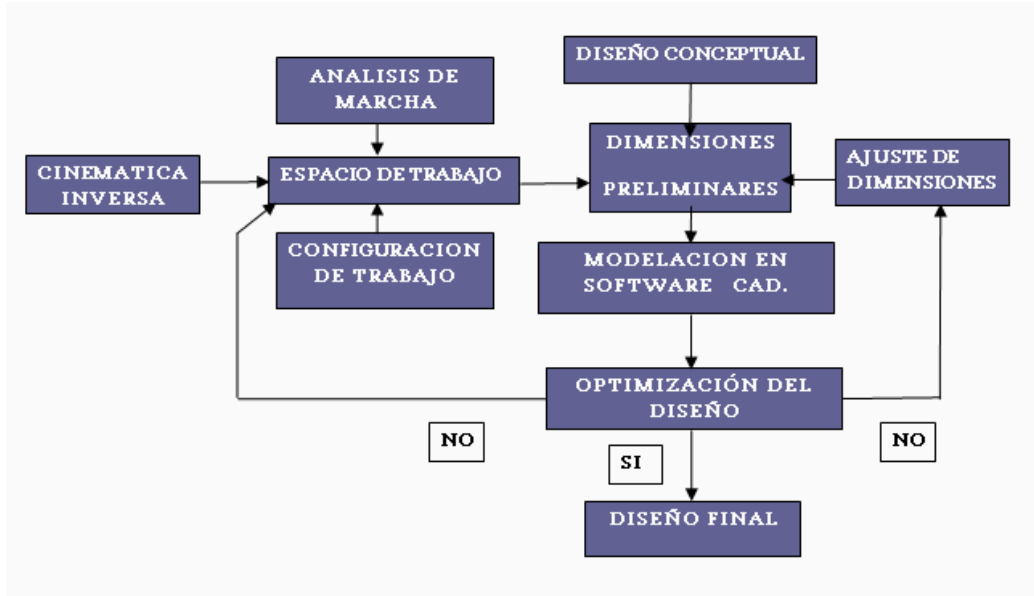 DISEÑO CONCEPTUAL
ANALISIS DE
MARCHA
DIMENSIONES
PRELIMINARES
AJUSTE DE
DIMENSIONES
CINEMATICA
INVERSA
ESPACIO DE TRABAJO
CONFIGURACION
DE TRABAJO
MODELACION EN
SOFTWARE CAD.
OPTIMIZACIÓN DEL
DISEÑO
NO
SI
NO
DISEÑO FINAL